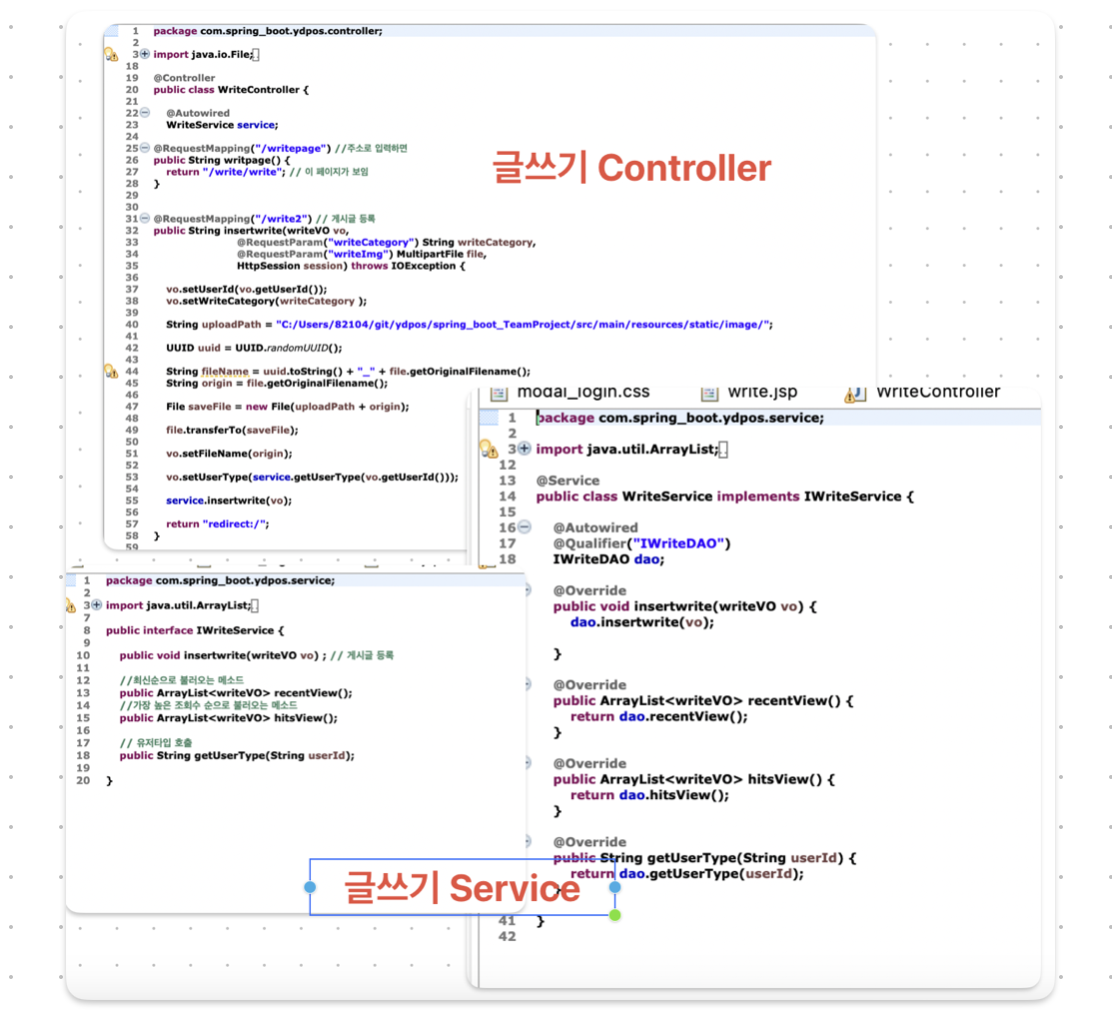 1 package com.spring_boot.ydpos.controller;
2
3 import java.io.File;
18
19 @Controller
20 public class WriteController {
21
22 @Autowired
23 WriteService service;
24
25 @RequestMapping("/writepage") //주소로 입력하면
26 public String writpage() {
27 return "/write/write"; // 이 페이지가 보임
28 }
29
30
31 @RequestMapping("/write2") // 게시글 등록
32 public String insertwrite(writeVO vo,
33 @RequestParam("writeCategory") String writeCategory,
34 @RequestParam("writeImg") MultipartFile file,
35 HttpSession session) throws IOException {
36
37 vo.setUserId(vo.getUserId());
38 vo.setWriteCategory(writeCategory );
39
40 String uploadPath = "C:/Users/82104/git/ydpos/spring_boot_TeamProject/src/main/resources/static/image/";
41
42 UUID uuid = UUID.randomUUID();
43
44 String fileName = uuid.toString() + "_" + file.getOriginalFilename();
45 String origin = file.getOriginalFilename();
46
47 File saveFile = new File(uploadPath + origin);
48
49 file.transferTo(saveFile);
50
51 vo.setFileName(origin);
52
53 vo.setUserType(service.getUserType(vo.getUserId()));
54
55 service.insertwrite(vo);
56
57 return "redirect:/";
58 }
59
글쓰기 Controller
modal_login.css write.jsp WriteController
1 package com.spring_boot.ydpos.service;
2
3 import java.util.ArrayList;
12
13 @Service
14 public class WriteService implements IWriteService {
15
16 @Autowired
17 @Qualifier("IWriteDAO")
18 IWriteDAO dao;
@Override
public void insertwrite(writeVO vo) {
dao.insertwrite(vo);
}
@Override
public ArrayList<writeVO> recentView() {
return dao.recentView();
}
@Override
public ArrayList<writeVO> hitsView() {
return dao.hitsView();
}
@Override
public String getUserType(String userId) {
return dao.getUserType(userId);
41 }
42
1 package com.spring_boot.ydpos.service;
2
3 import java.util.ArrayList;
7
8 public interface IWriteService {
9
10 public void insertwrite(writeVO vo) ; // 게시글 등록
11
12 //최신순으로 불러오는 메소드
13 public ArrayList<writeVO> recentView();
14 //가장 높은 조회수 순으로 불러오는 메소드
15 public ArrayList<writeVO> hitsView();
16
17 // 유저타입 호출
18 public String getUserType(String userId);
19
20 }
글쓰기 Service